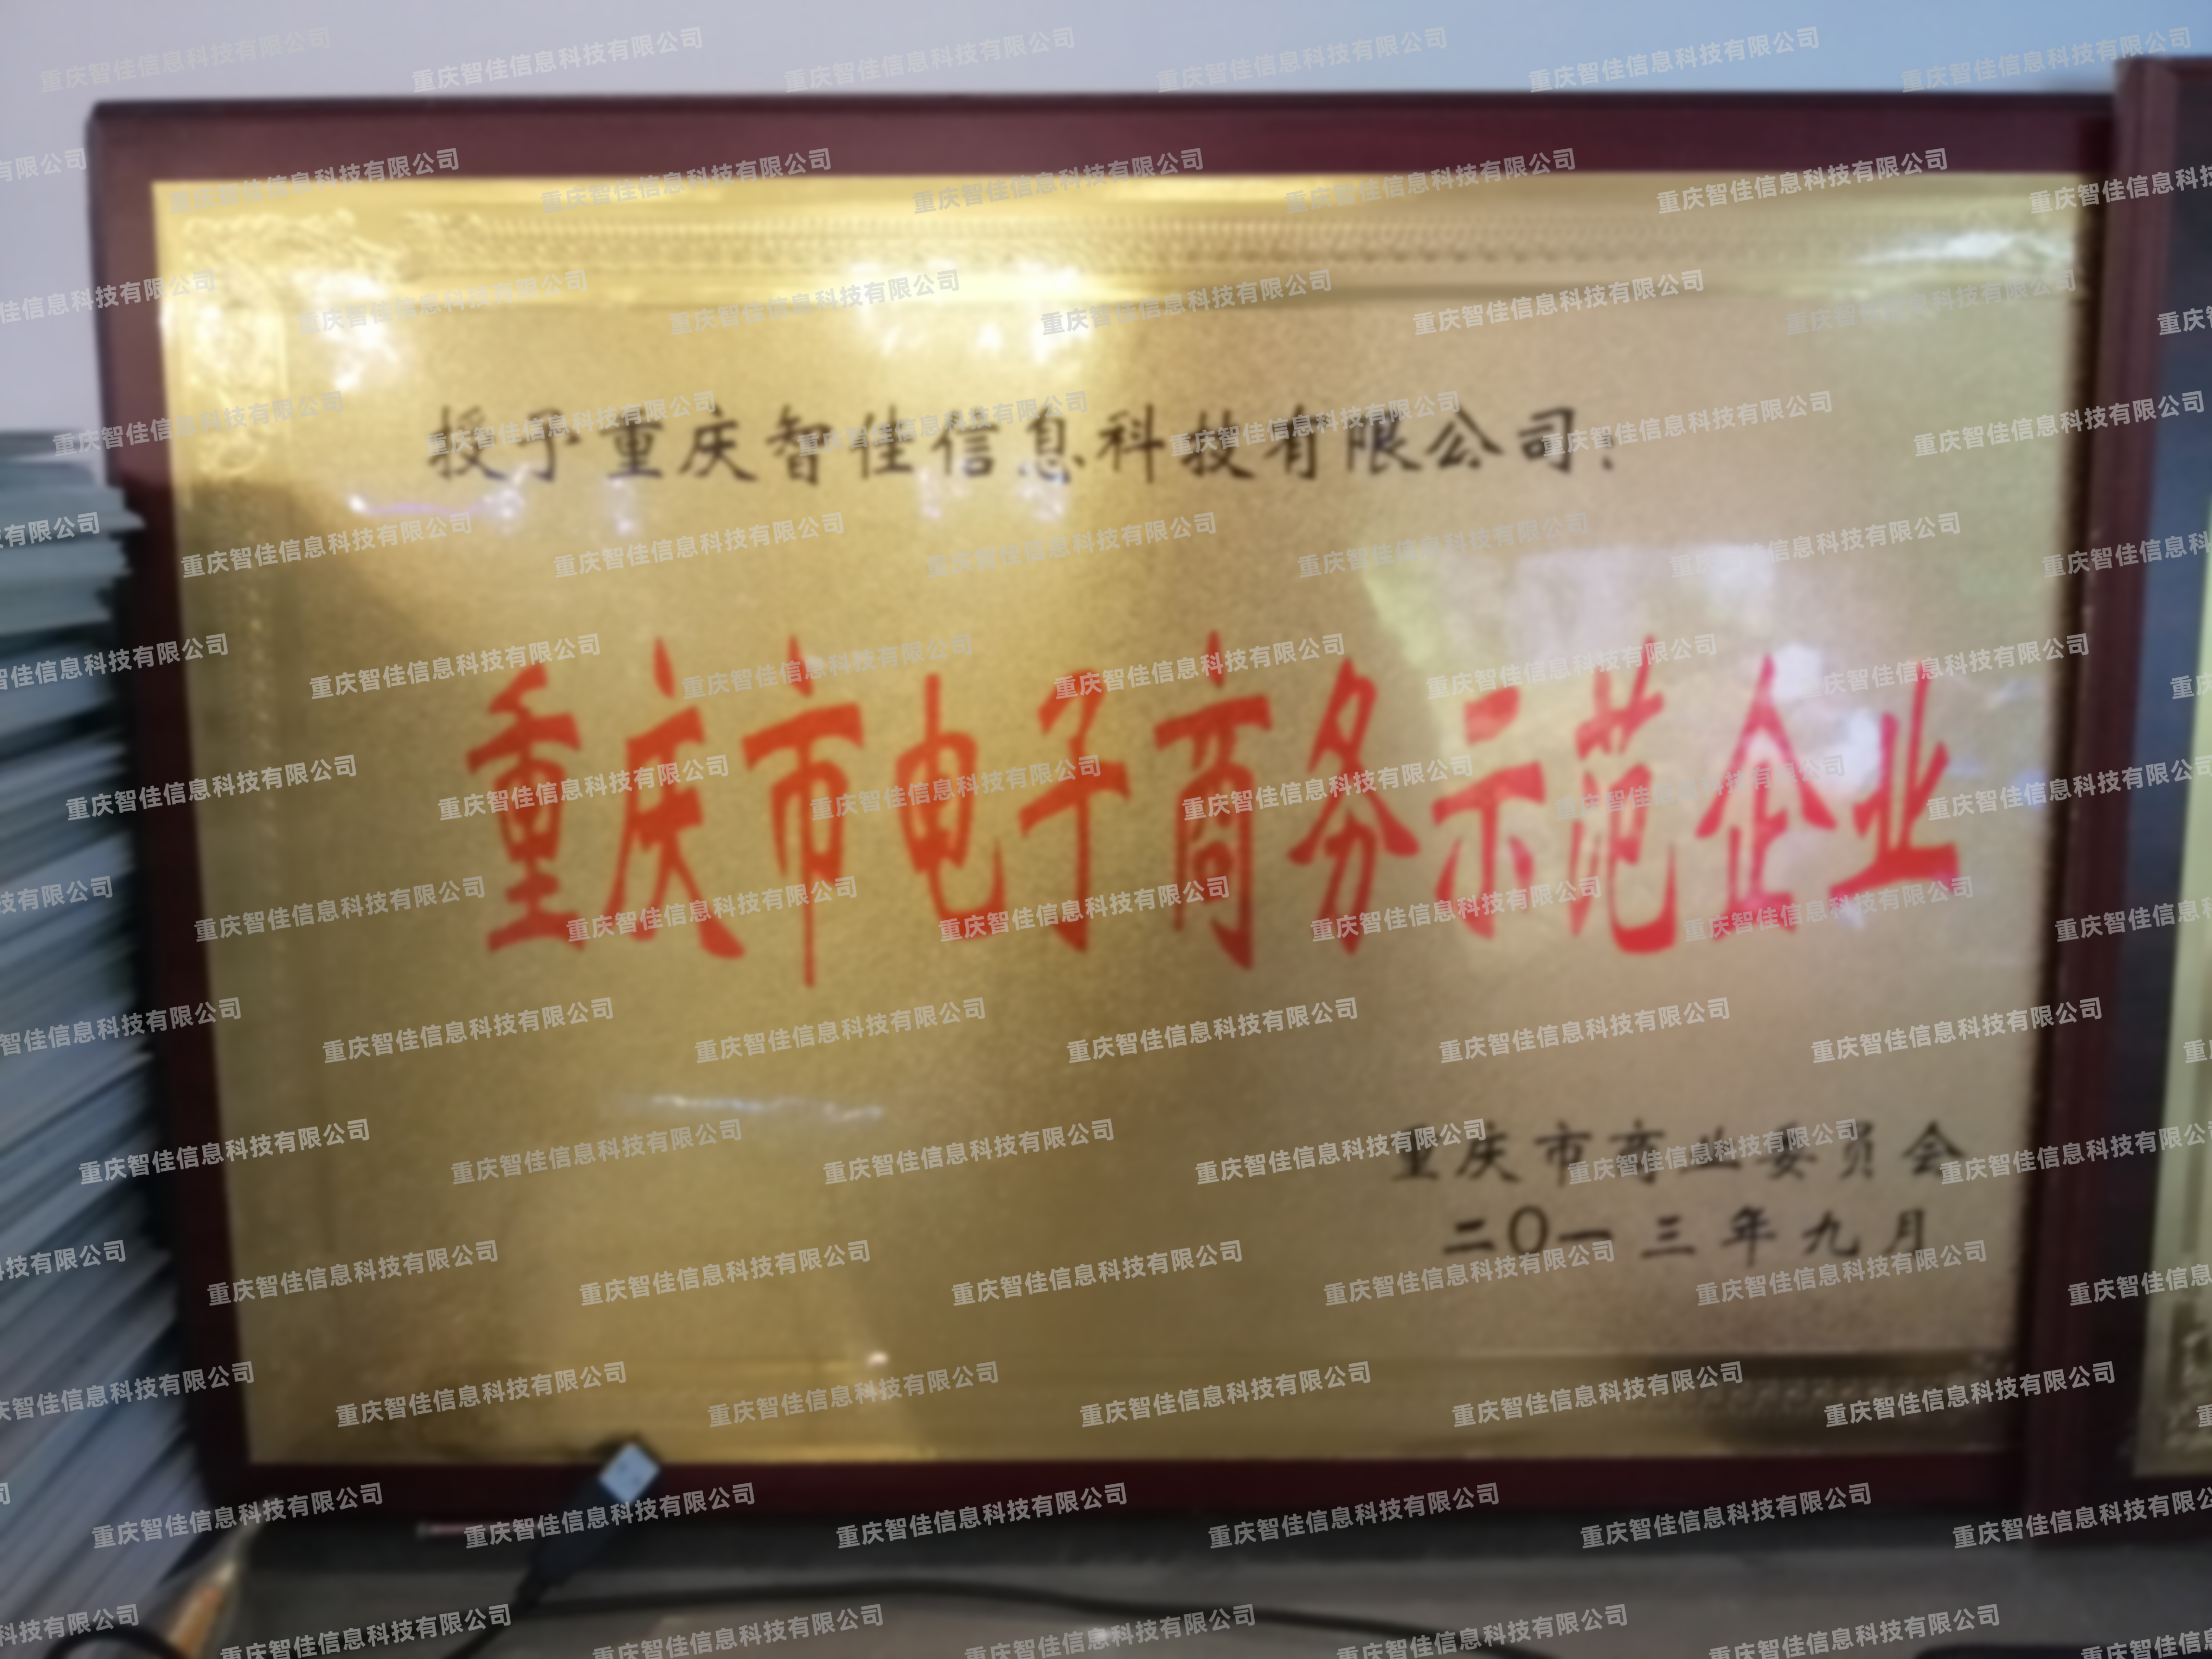 授予重庆智佳信息科技有限公司：
重庆市电子商务示范企业
重庆市商业委员会
二〇一三年九月
重庆智佳信息科技有限公司